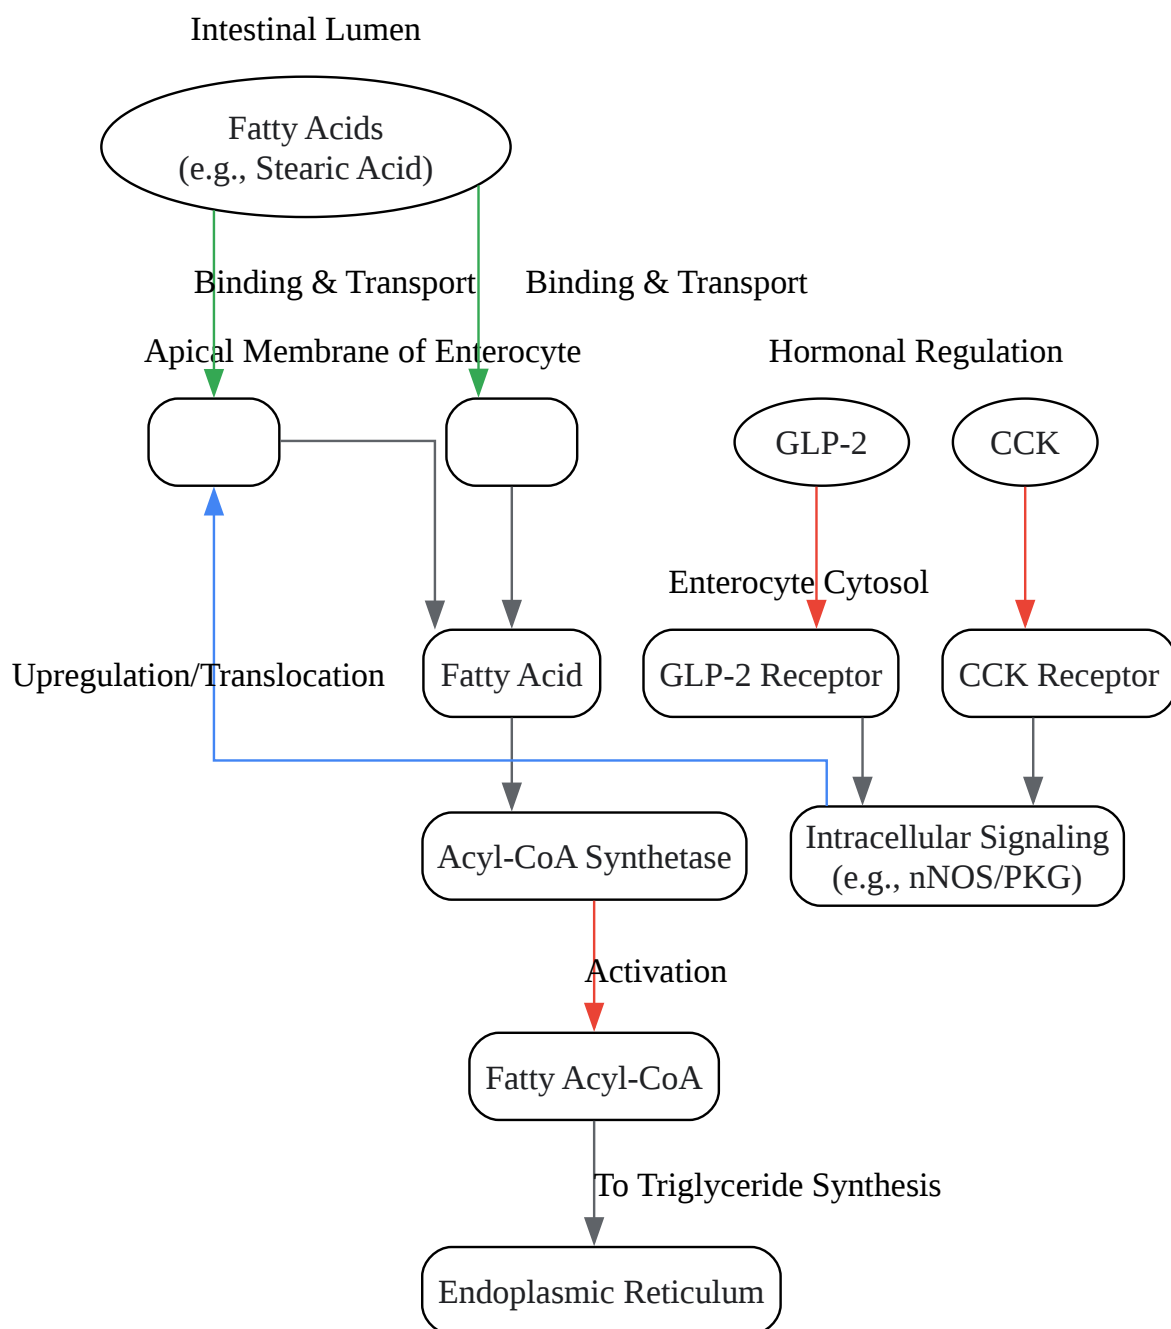 Intestinal Lumen
Fatty Acids
(e.g., Stearic Acid)
Binding & Transport
Binding & Transport
Apical Membrane of Enterocyte
Hormonal Regulation
GLP-2
CCK
Enterocyte Cytosol
Upregulation/Translocation
Fatty Acid
GLP-2 Receptor
CCK Receptor
Acyl-CoA Synthetase
Intracellular Signaling
(e.g., nNOS/PKG)
Activation
Fatty Acyl-CoA
To Triglyceride Synthesis
Endoplasmic Reticulum